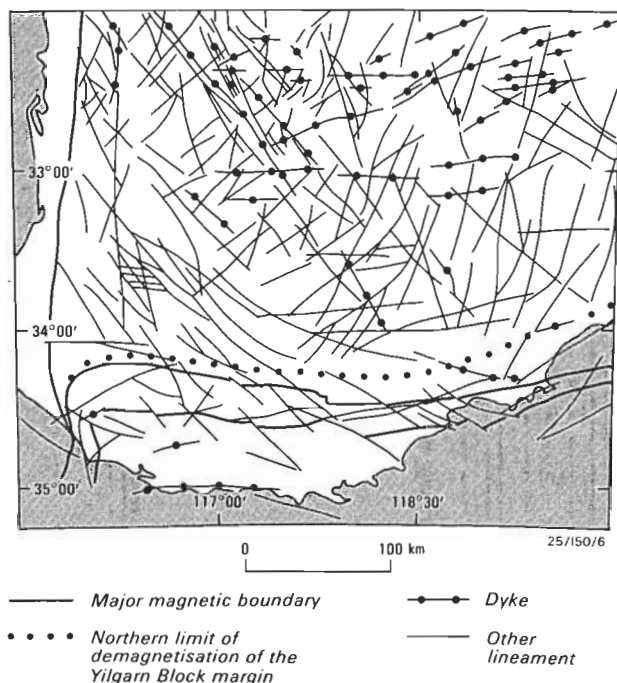 33°00'
34°00'
35°00'
117°00'
118°30'
25/150/6
0
100 km
Major magnetic boundary
Dyke
Northern limit of
demagnetisation of the
Yilgarn Block margin
Other
lineament